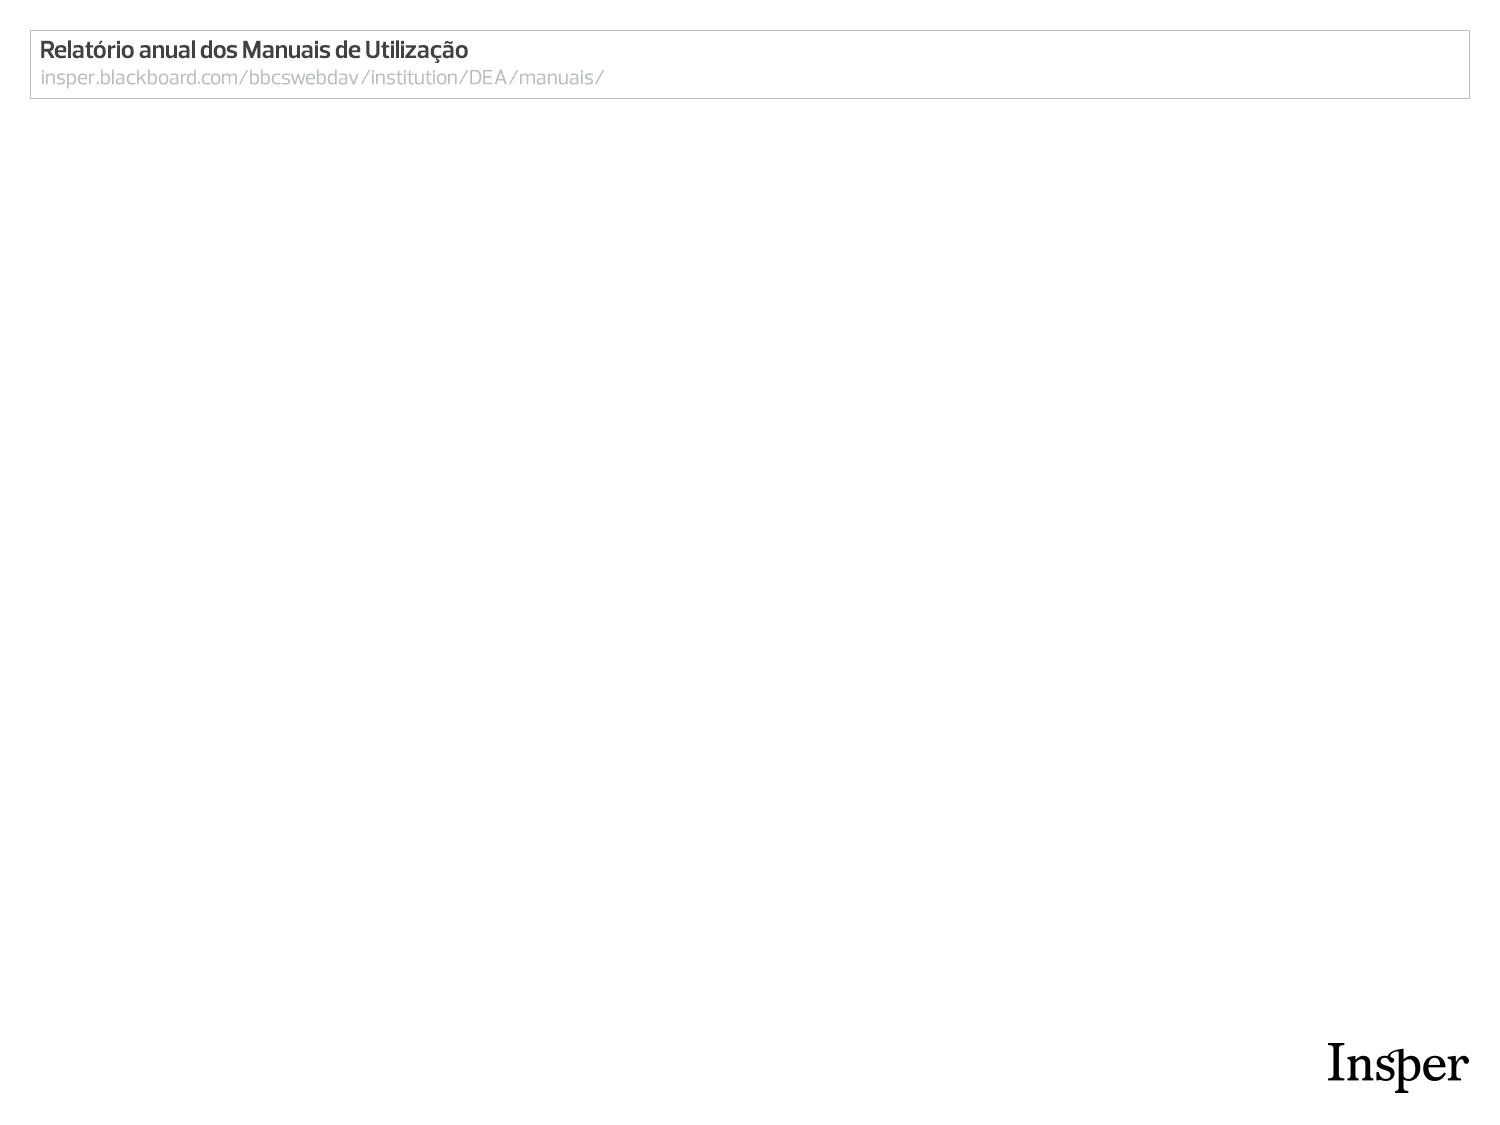 Relatório anual dos Manuais de Utilização
insper.blackboard.com/bbcswebdav/institution/DEA/manuais/
Insper